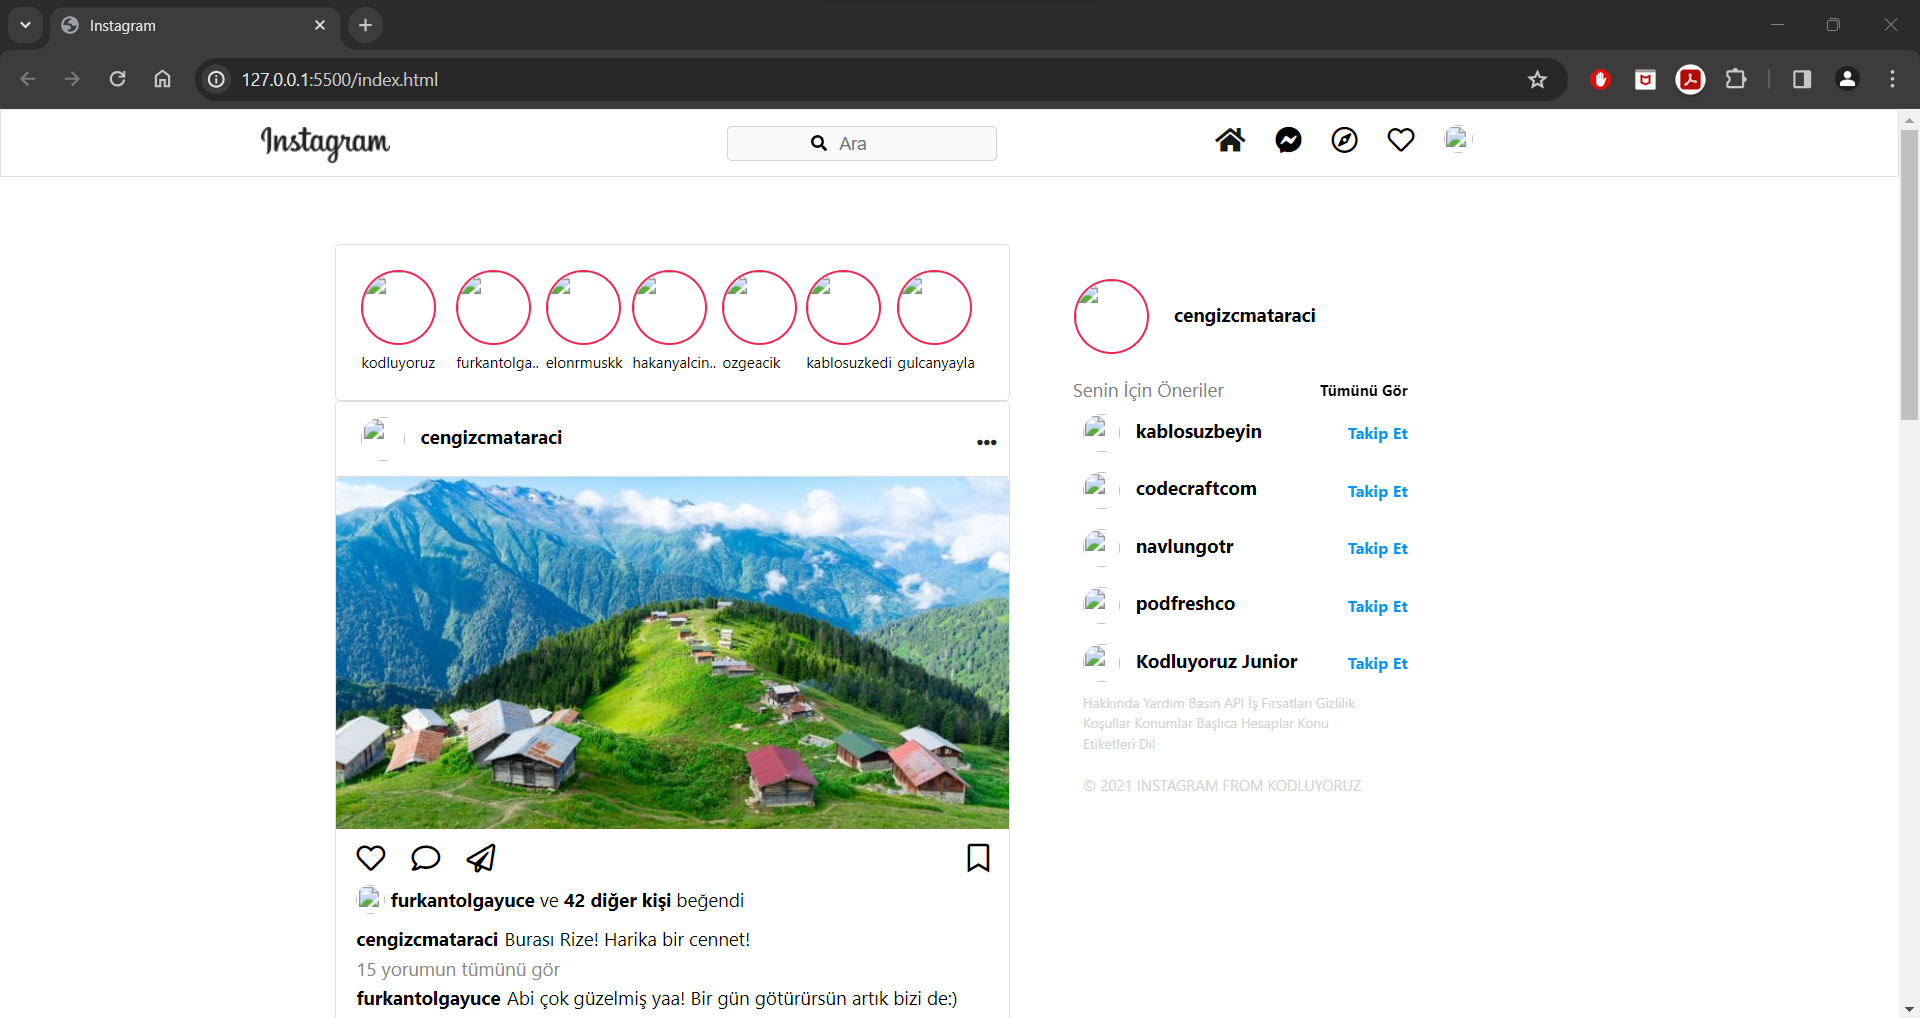 Instagram
127.0.0.1:5500/index.html
Instagram
Ara
kodluyoruz furkantolga.. elonrmuskk hakanyalcin.. ozgeacik kablosuzkedi gulcanyayla
cengizcmataraci
cengizcmataraci
Senin İçin Öneriler Tümünü Gör
kablosuzbeyin Takip Et
codecraftcom Takip Et
navlungotr Takip Et
podfreshco Takip Et
Kodluyoruz Junior Takip Et
Hakkında Yardım Basın API İş Fırsatları Gizlilik
Koşullar Konumlar Başlıca Hesaplar Konu
Etiketleri Dil
© 2021 INSTAGRAM FROM KODLUYORUZ
furkantolgayuce ve 42 diğer kişi beğendi
cengizcmataraci Burası Rize! Harika bir cennet!
15 yorumun tümünü gör
furkantolgayuce Abi çok güzelmiş yaa! Bir gün götürürsün artık bizi de:)